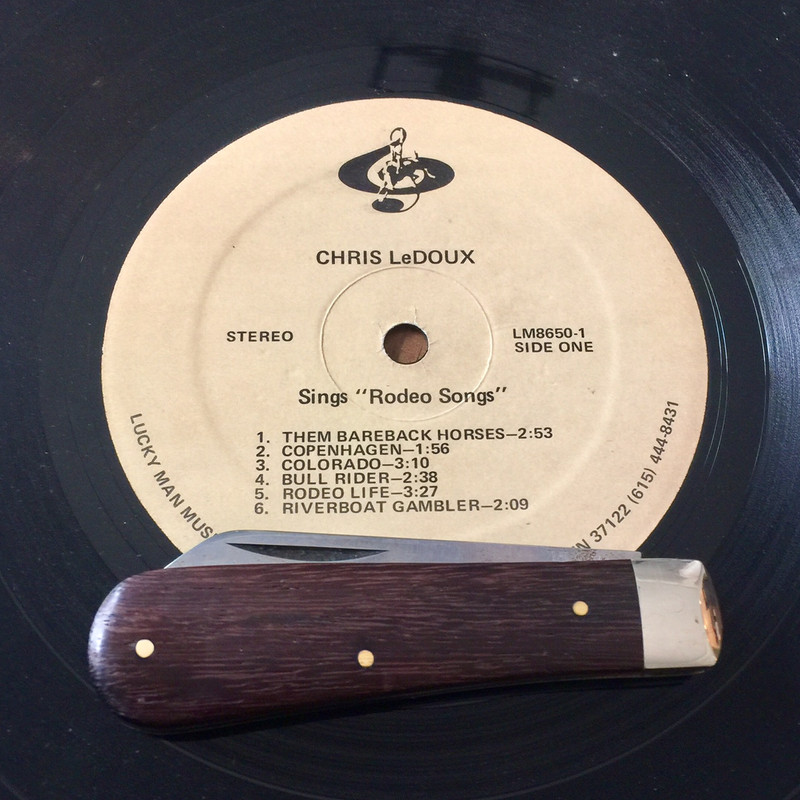 CHRIS LeDOUX
STEREO
LM8650-1
SIDE ONE
Sings "Rodeo Songs"
1. THEM BAREBACK HORSES—2:53
2. COPENHAGEN—1:56
3. COLORADO—3:10
4. BULL RIDER—2:38
5. RODEO LIFE—3:27
6. RIVERBOAT GAMBLER—2:09
LUCKY MAN MUS
N 37122 (615) 444-8431